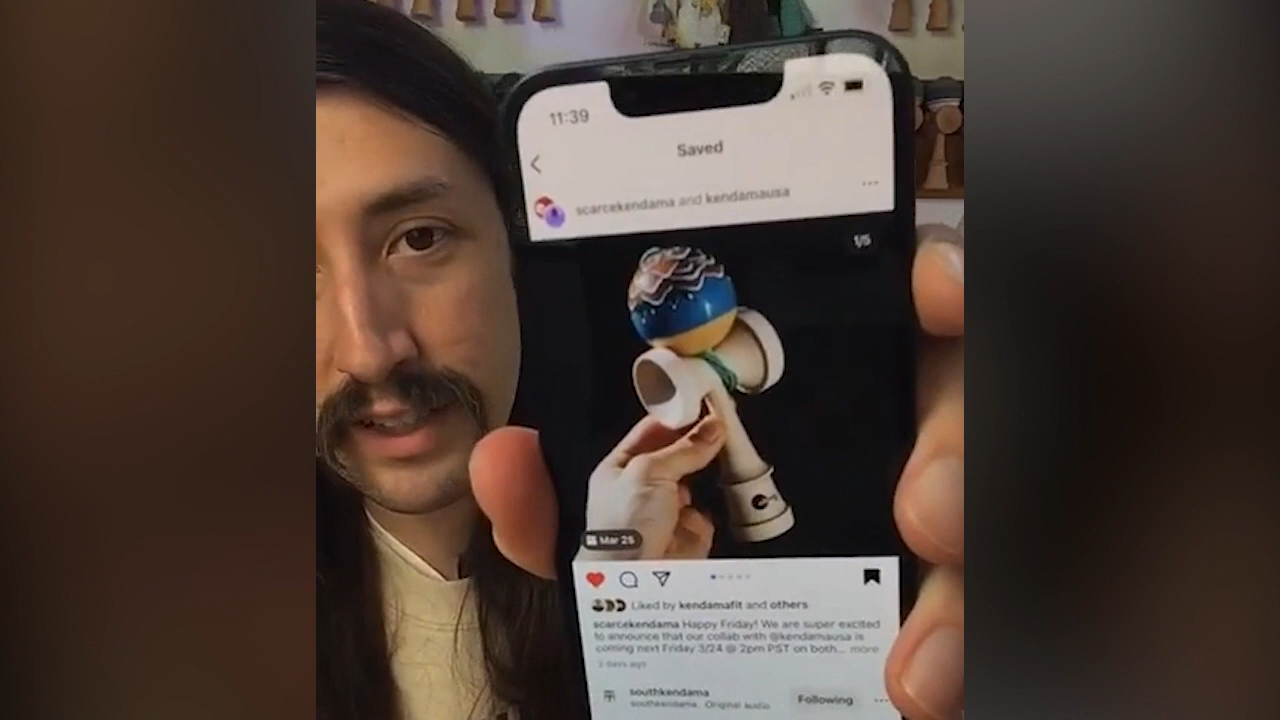 11:39
Saved
scarcekendama and kendamausa
1/5
Mar 25
Liked by kendamafit and others
scarcekendama Happy Friday! We are super excited
to announce that our collab with @kendamausa is
coming next Friday 3/24 @ 2pm PST on both... more
2 days ago
southkendama
southkendama. Original audio
Following